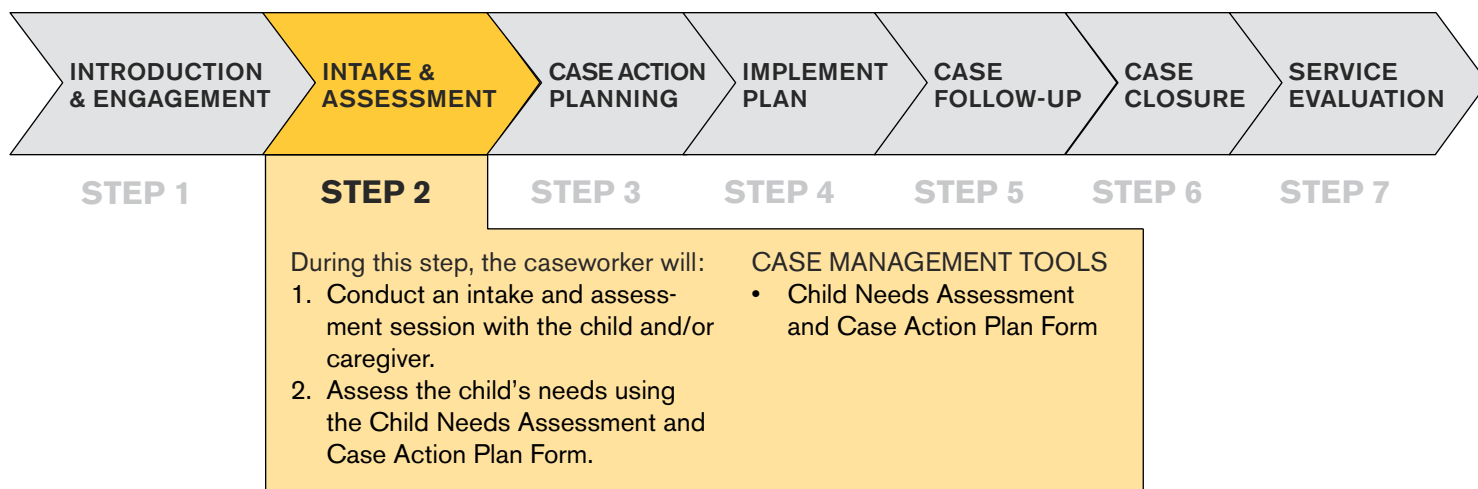 INTRODUCTION
& ENGAGEMENT
INTAKE &
ASSESSMENT
CASE ACTION
PLANNING
IMPLEMENT
PLAN
CASE
FOLLOW-UP
CASE
CLOSURE
SERVICE
EVALUATION
STEP 1
STEP 2
STEP 3
STEP 4
STEP 5
STEP 6
STEP 7
During this step, the caseworker will:
1. Conduct an intake and assess-
ment session with the child and/or
caregiver.
2. Assess the child’s needs using
the Child Needs Assessment and
Case Action Plan Form.
CASE MANAGEMENT TOOLS
• Child Needs Assessment
and Case Action Plan Form